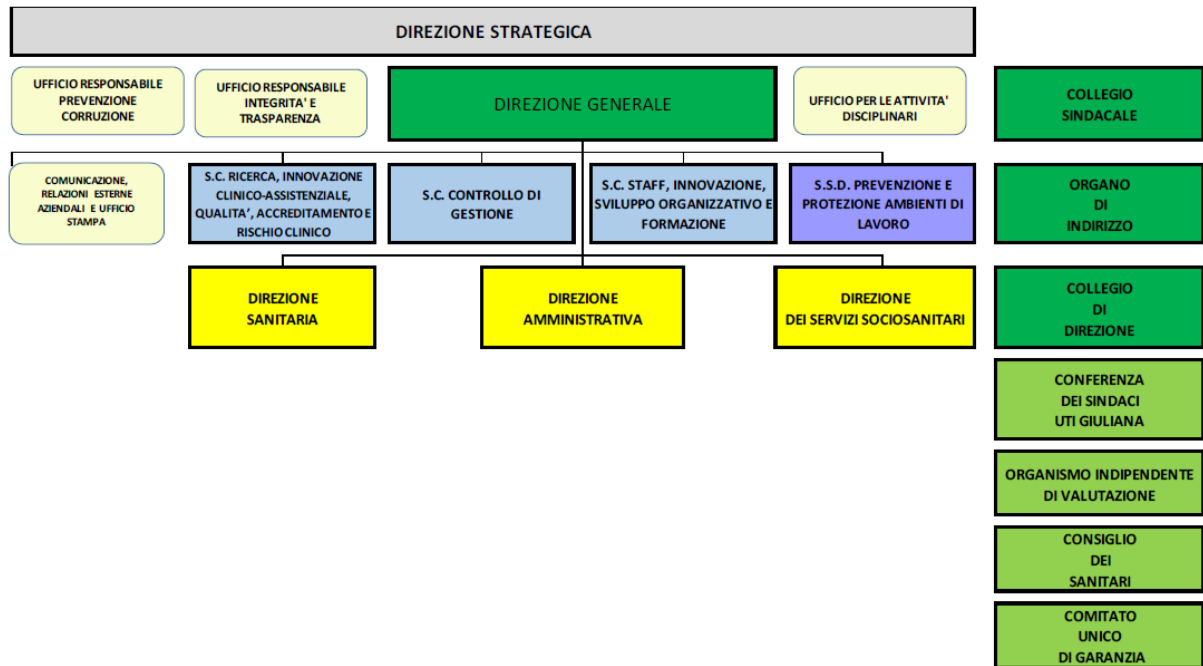 DIREZIONE STRATEGICA
UFFICIO RESPONSABILE
PREVENZIONE
CORRUZIONE
UFFICIO RESPONSABILE
INTEGRITA' E
TRASPARENZA
DIREZIONE GENERALE
UFFICIO PER LE ATTIVITA'
DISCIPLINARI
COLLEGIO
SINDACALE
COMUNICAZIONE,
RELAZIONI ESTERNE
AZIENDALI E UFFICIO
STAMPA
S.C. RICERCA, INNOVAZIONE
CLINICO-ASSISTENZIALE,
QUALITA', ACCREDITAMENTO E
RISCHIO CLINICO
S.C. CONTROLLO DI
GESTIONE
S.C. STAFF, INNOVAZIONE,
SVILUPPO ORGANIZZATIVO E
FORMAZIONE
S.S.D. PREVENZIONE E
PROTEZIONE AMBIENTI DI
LAVORO
ORGANO
DI
INDIRIZZO
DIREZIONE
SANITARIA
DIREZIONE
AMMINISTRATIVA
DIREZIONE
DEI SERVIZI SOCIOSANITARI
COLLEGIO
DI
DIREZIONE
CONFERENZA
DEI SINDACI
UTI GIULIANA
ORGANISMO INDIPENDENTE
DI VALUTAZIONE
CONSIGLIO
DEI
SANITARI
COMITATO
UNICO
DI GARANZIA